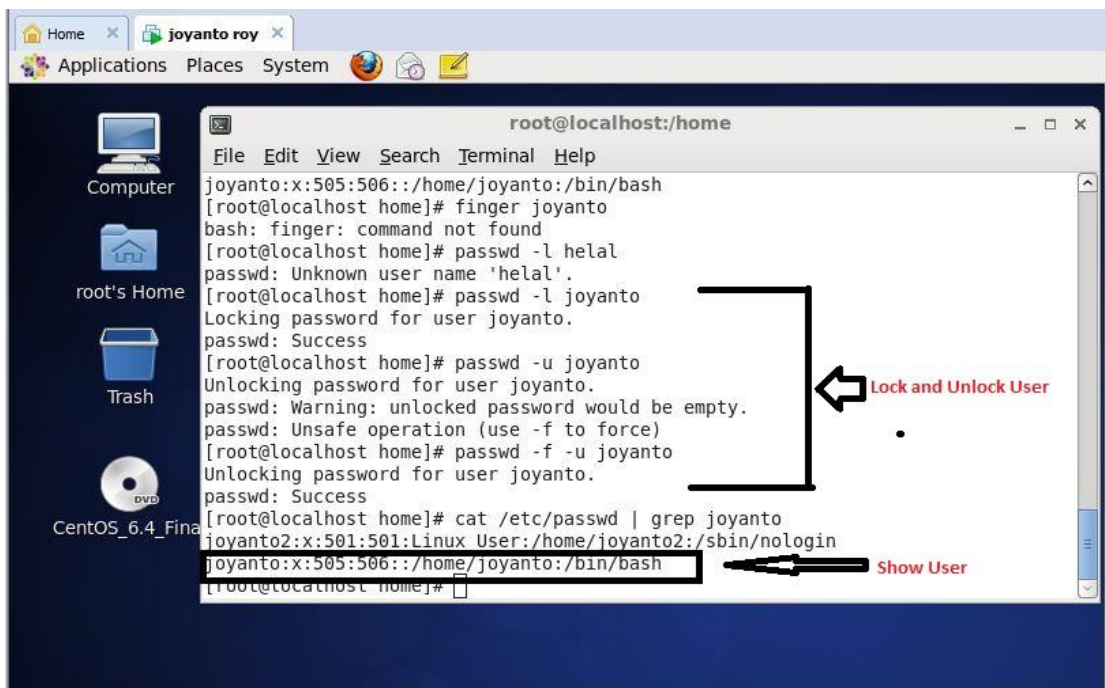 Home
joyanto roy
Applications Places System
root@localhost:/home
File Edit View Search Terminal Help
Computer
root's Home
Trash
DVD
CentOS_6.4_Fina
joyanto:x:505:506::/home/joyanto:/bin/bash
[root@localhost home]# finger joyanto
bash: finger: command not found
[root@localhost home]# passwd -l helal
passwd: Unknown user name 'helal'.
[root@localhost home]# passwd -l joyanto
Locking password for user joyanto.
passwd: Success
[root@localhost home]# passwd -u joyanto
Unlocking password for user joyanto.
passwd: Warning: unlocked password would be empty.
passwd: Unsafe operation (use -f to force)
[root@localhost home]# passwd -f -u joyanto
Unlocking password for user joyanto.
passwd: Success
[root@localhost home]# cat /etc/passwd | grep joyanto
joyanto2:x:501:501:Linux User:/home/joyanto2:/sbin/nologin
joyanto:x:505:506::/home/joyanto:/bin/bash
[root@localhost home]#
Lock and Unlock User
Show User